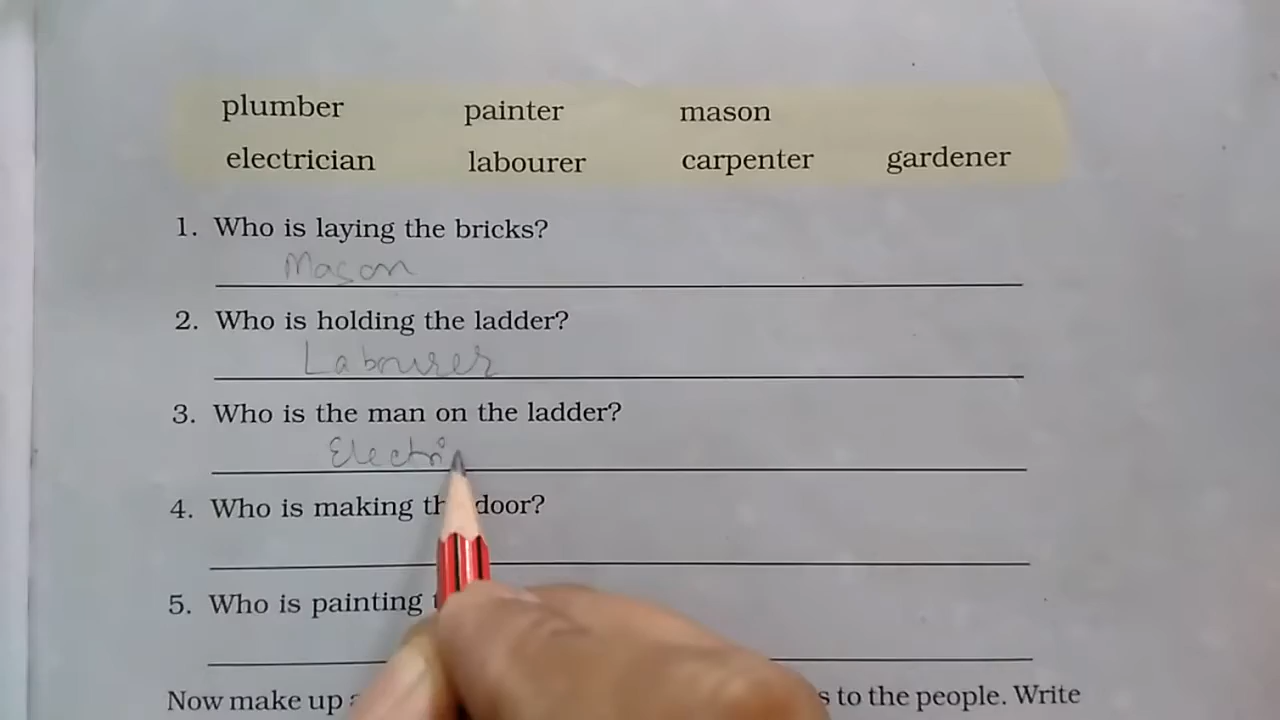 plumber painter mason
electrician labourer carpenter gardener
1. Who is laying the bricks?
Mason
2. Who is holding the ladder?
Labourer
3. Who is the man on the ladder?
Electri
4. Who is making th door?
5. Who is painting
Now make up s to the people. Write